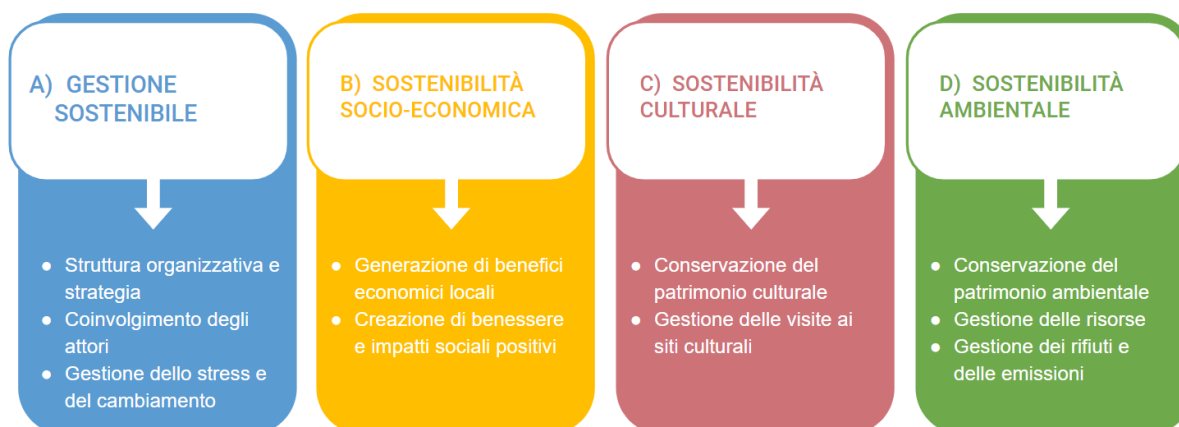 A) GESTIONE
SOSTENIBILE
● Struttura organizzativa e
strategia
● Coinvolgimento degli
attori
● Gestione dello stress e
del cambiamento
B) SOSTENIBILITÀ
SOCIO-ECONOMICA
● Generazione di benefici
economici locali
● Creazione di benessere
e impatti sociali positivi
C) SOSTENIBILITÀ
CULTURALE
● Conservazione del
patrimonio culturale
● Gestione delle visite ai
siti culturali
D) SOSTENIBILITÀ
AMBIENTALE
● Conservazione del
patrimonio ambientale
● Gestione delle risorse
● Gestione dei rifiuti e
delle emissioni